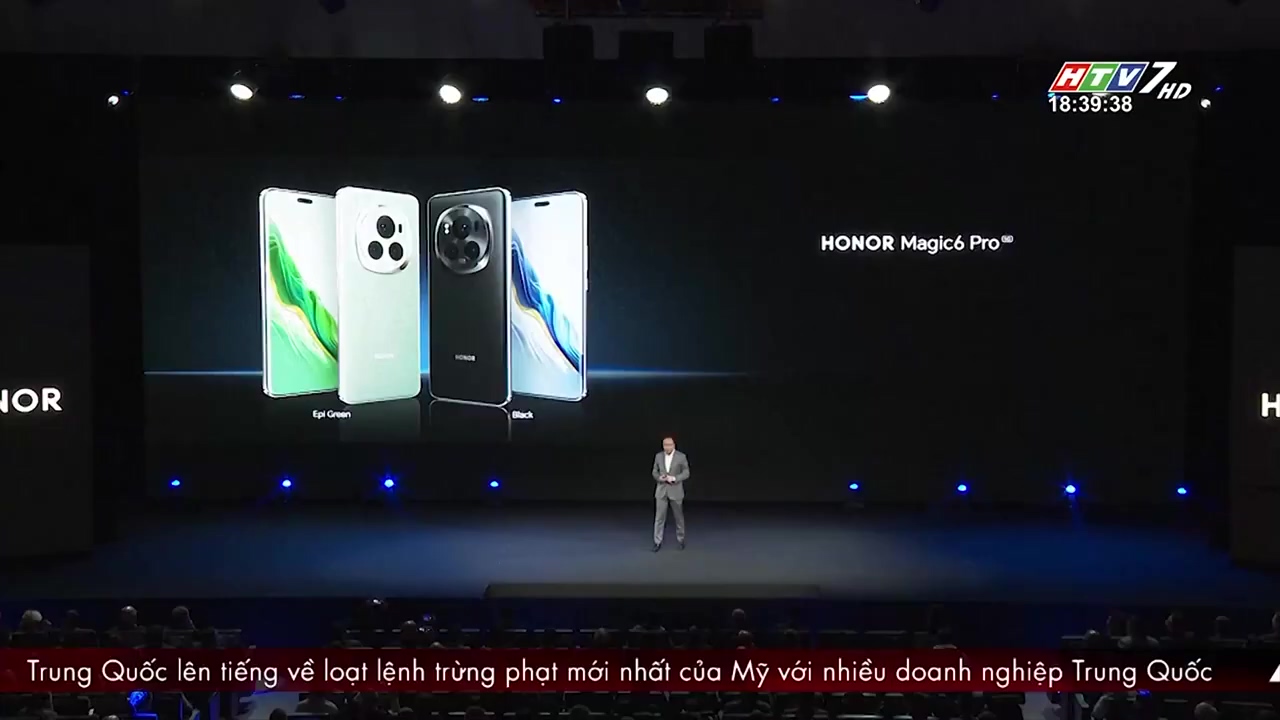 HTV7 HD
18:39:38
HONOR Magic6 Pro 5G
HONOR
HONOR
Epi Green
Black
NOR
H
Trung Quốc lên tiếng về loạt lệnh trừng phạt mới nhất của Mỹ với nhiều doanh nghiệp Trung Quốc